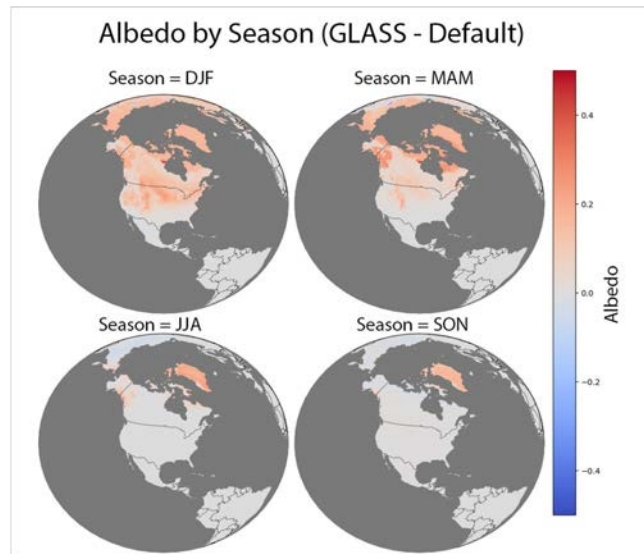 Albedo by Season (GLASS - Default)
Season = DJF
Season = MAM
Season = JJA
Season = SON
0.4
0.2
0.0
−0.2
−0.4
Albedo